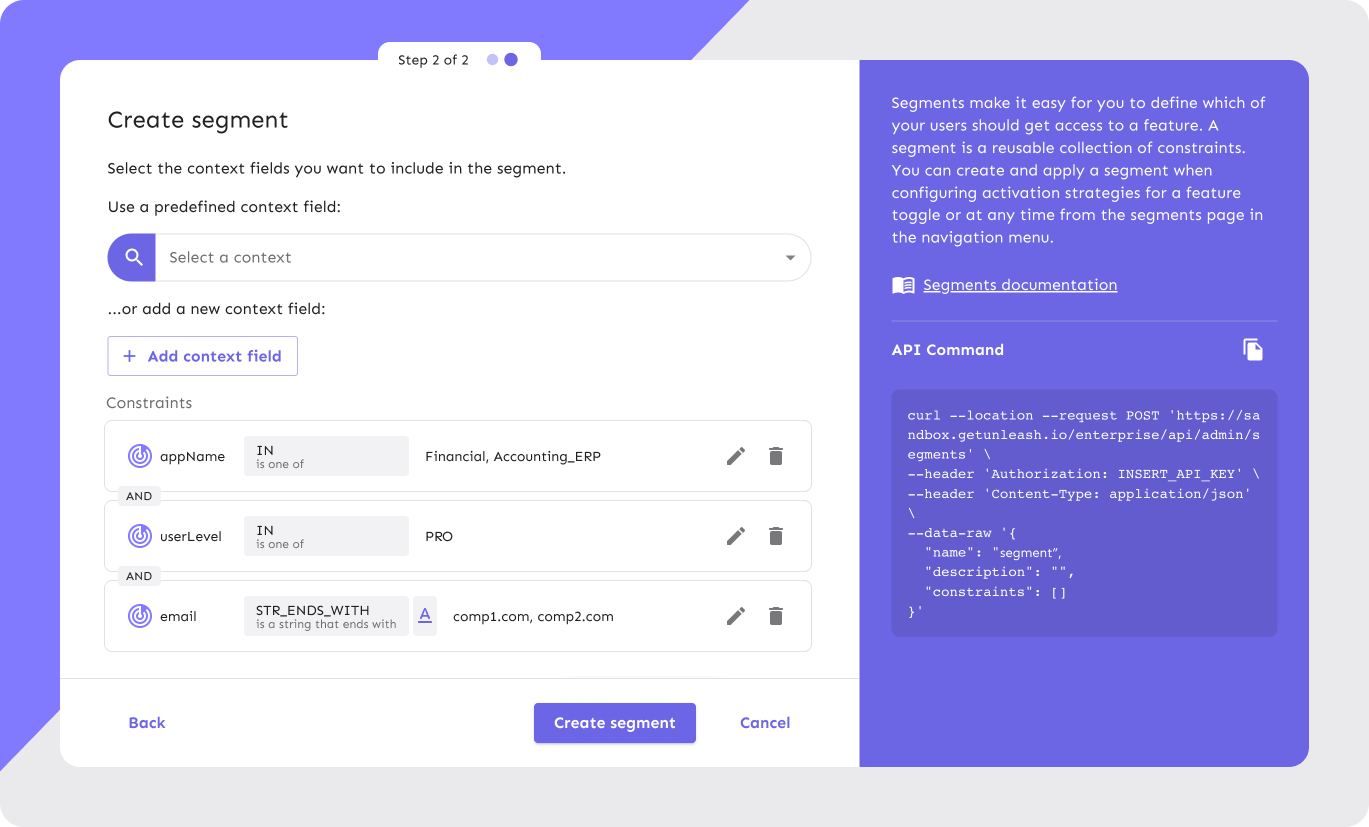 Step 2 of 2
Create segment
Select the context fields you want to include in the segment.
Use a predefined context field:
Select a context
...or add a new context field:
+ Add context field
Constraints
appName IN is one of Financial, Accounting_ERP
AND
userLevel IN is one of PRO
AND
email STR_ENDS_WITH is a string that ends with A comp1.com, comp2.com
Back Create segment Cancel
Segments make it easy for you to define which of
your users should get access to a feature. A
segment is a reusable collection of constraints.
You can create and apply a segment when
configuring activation strategies for a feature
toggle or at any time from the segments page in
the navigation menu.
Segments documentation
API Command
curl --location --request POST 'https://sa
ndbox.getunleash.io/enterprise/api/admin/s
egments' \
--header 'Authorization: INSERT_API_KEY' \
--header 'Content-Type: application/json'
\
--data-raw '{
  "name": "segment”,
  "description": "",
  "constraints": []
}'